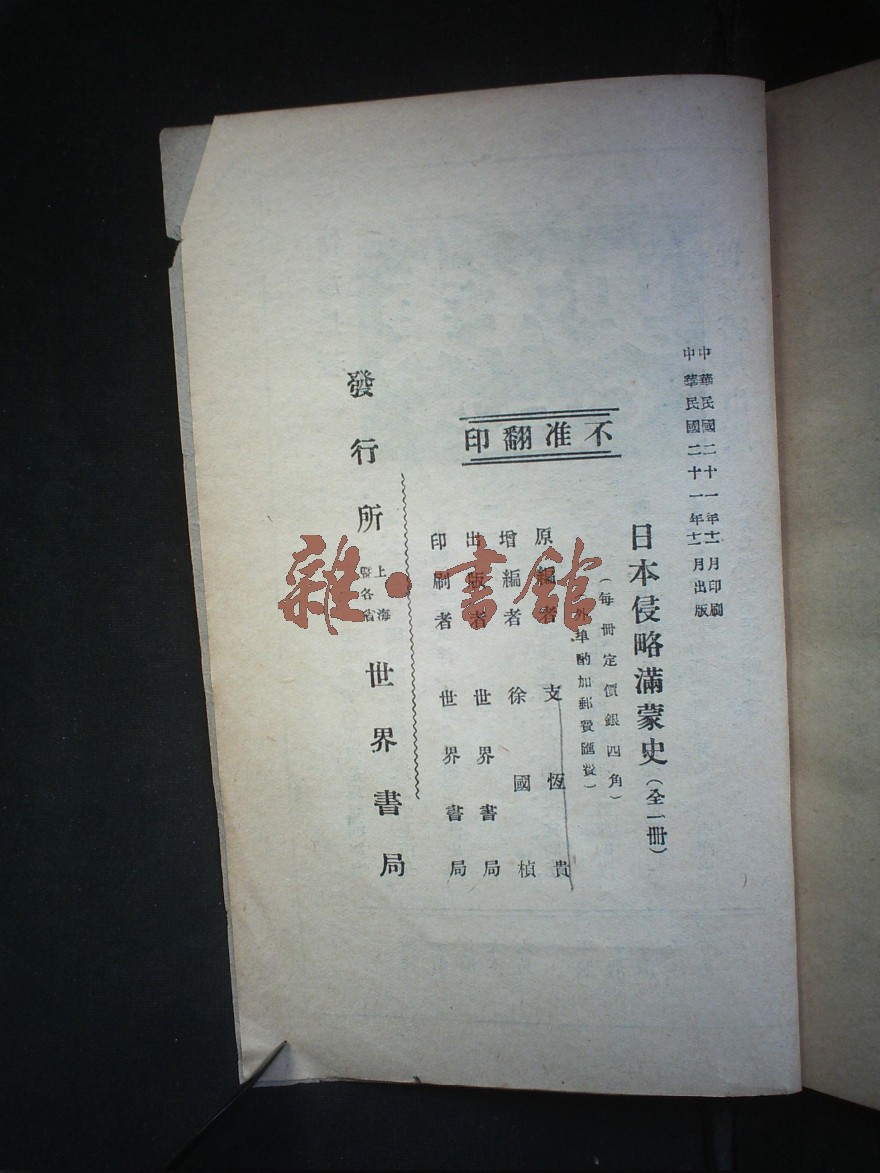 中華民國二十一年十一月印刷
中華民國二十一年十一月出版
日本侵略滿蒙史(全一冊)
(每冊定價銀四角)
外埠酌加郵費匯費)
不准翻印
原編者 支恆貴
增編者 徐國楨
出版者 世界書局
印刷者 世界書局
發行所 上海暨各省 世界書局
雜·書館